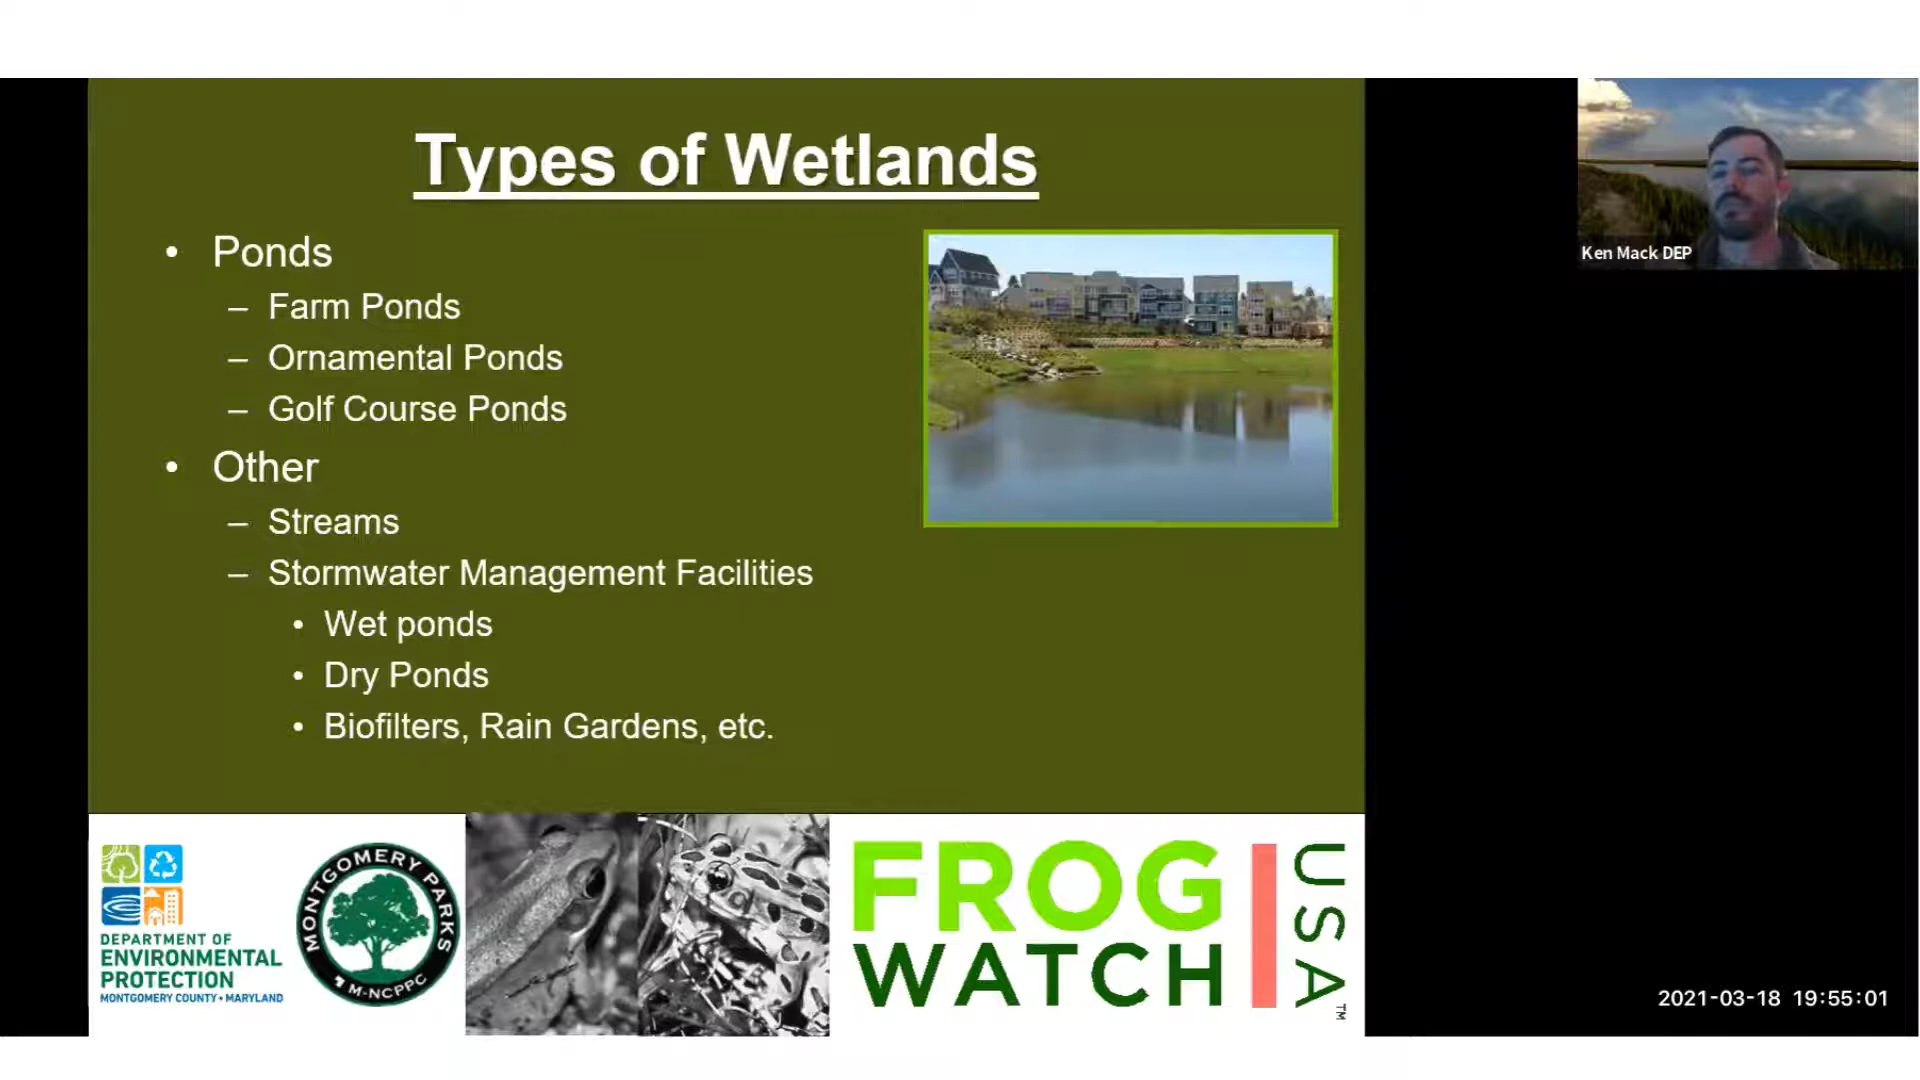 Types of Wetlands
• Ponds
– Farm Ponds
– Ornamental Ponds
– Golf Course Ponds
• Other
– Streams
– Stormwater Management Facilities
• Wet ponds
• Dry Ponds
• Biofilters, Rain Gardens, etc.
Ken Mack DEP
DEPARTMENT OF
ENVIRONMENTAL
PROTECTION
MONTGOMERY COUNTY • MARYLAND
MONTGOMERY PARKS
M-NCPPC
FROG
WATCH
USA™
2021-03-18 19:55:01